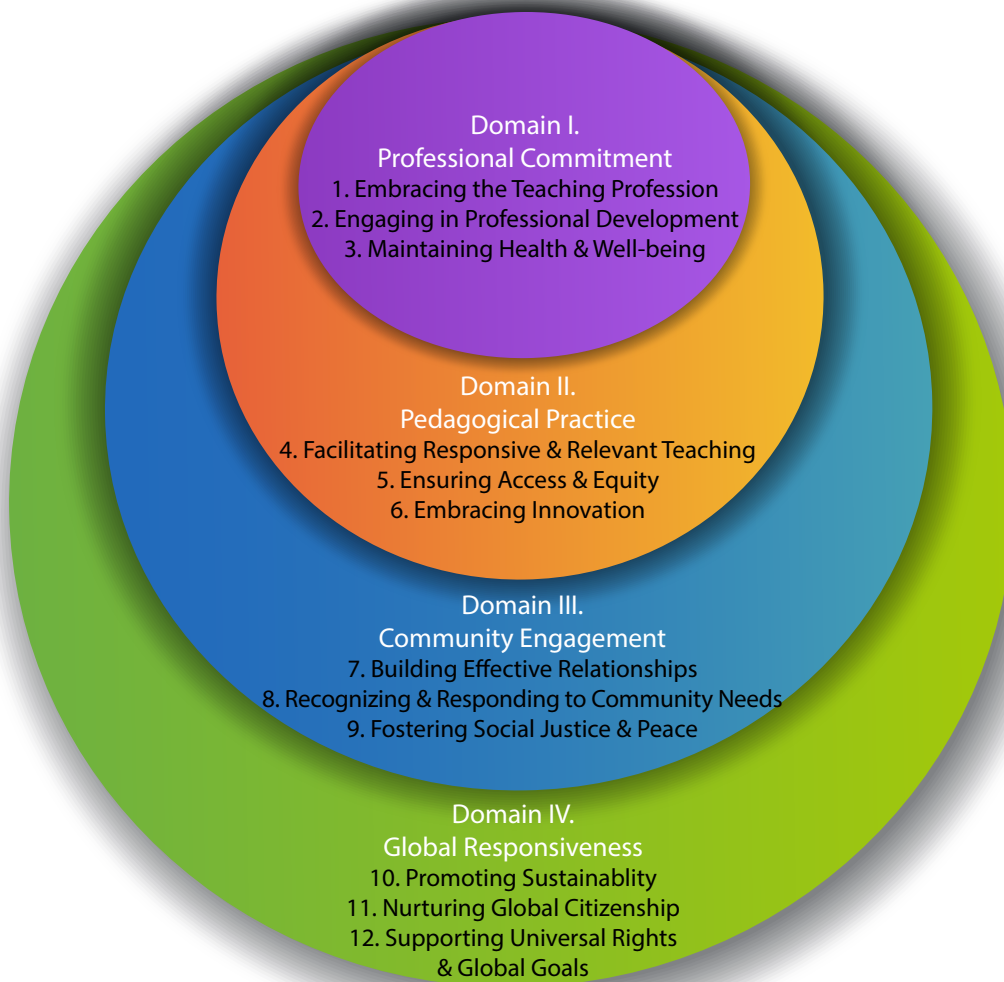 Domain I.
Professional Commitment
1. Embracing the Teaching Profession
2. Engaging in Professional Development
3. Maintaining Health & Well-being
Domain II.
Pedagogical Practice
4. Facilitating Responsive & Relevant Teaching
5. Ensuring Access & Equity
6. Embracing Innovation
Domain III.
Community Engagement
7. Building Effective Relationships
8. Recognizing & Responding to Community Needs
9. Fostering Social Justice & Peace
Domain IV.
Global Responsiveness
10. Promoting Sustainablity
11. Nurturing Global Citizenship
12. Supporting Universal Rights
& Global Goals